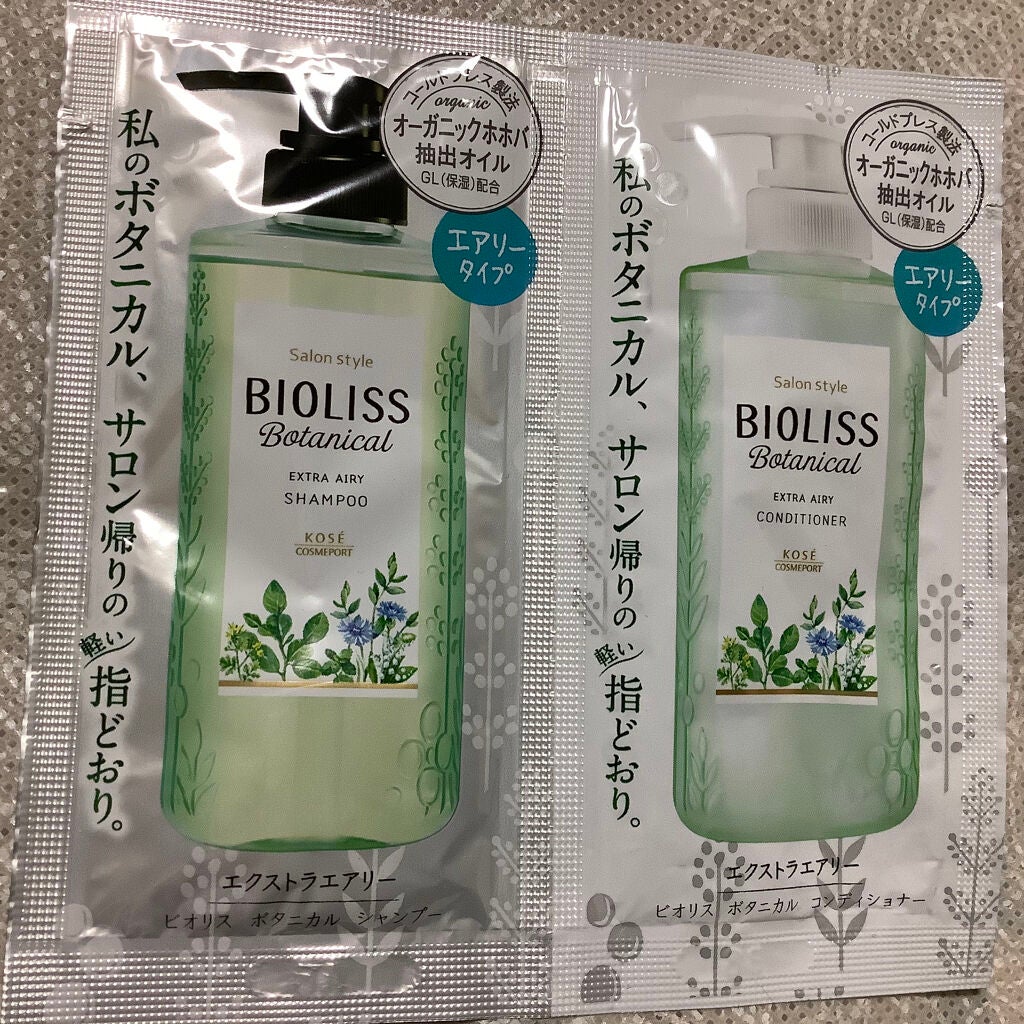 私のボタニカル、サロン帰りの軽い指どおり。
コールドプレス製法
organic
オーガニックホホバ
抽出オイル
GL(保湿)配合
エアリー
タイプ
Salon style
BIOLISS
Botanical
EXTRA AIRY
SHAMPOO
KOSÉ
COSMEPORT
エクストラエアリー
ビオリス ボタニカル シャンプー
私のボタニカル、サロン帰りの軽い指どおり。
コールドプレス製法
organic
オーガニックホホバ
抽出オイル
GL(保湿)配合
エアリー
タイプ
Salon style
BIOLISS
Botanical
EXTRA AIRY
CONDITIONER
KOSÉ
COSMEPORT
エクストラエアリー
ビオリス ボタニカル コンディショナー